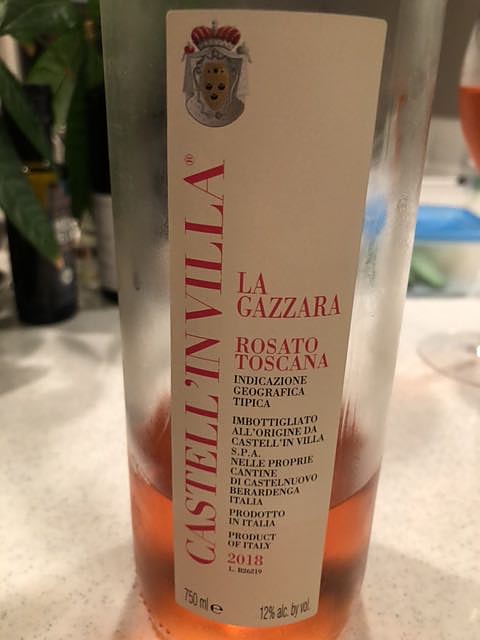 CASTELL'IN VILLA®
LA
GAZZARA
ROSATO
TOSCANA
INDICAZIONE
GEOGRAFICA
TIPICA
IMBOTTIGLIATO
ALL'ORIGINE DA
CASTELL'IN VILLA
S.P.A.
NELLE PROPRIE
CANTINE
DI CASTELNUOVO
BERARDENGA
ITALIA
PRODOTTO
IN ITALIA
PRODUCT
OF ITALY
2018
L. R26219
750 ml e
12% alc. by vol.